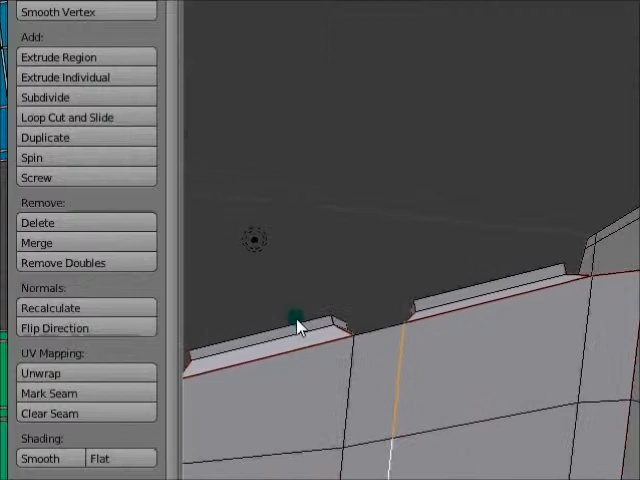 Smooth Vertex
Add:
Extrude Region
Extrude Individual
Subdivide
Loop Cut and Slide
Duplicate
Spin
Screw
Remove:
Delete
Merge
Remove Doubles
Normals:
Recalculate
Flip Direction
UV Mapping:
Unwrap
Mark Seam
Clear Seam
Shading:
Smooth Flat